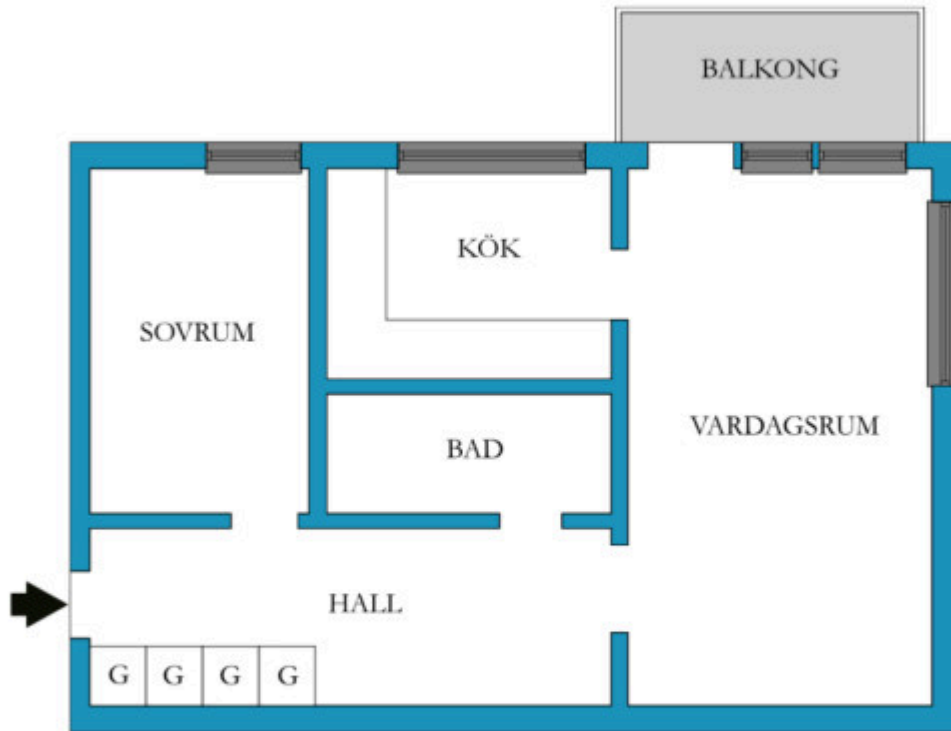 BALKONG
KÖK
SOVRUM
VARDAGSRUM
BAD
HALL
G G G G